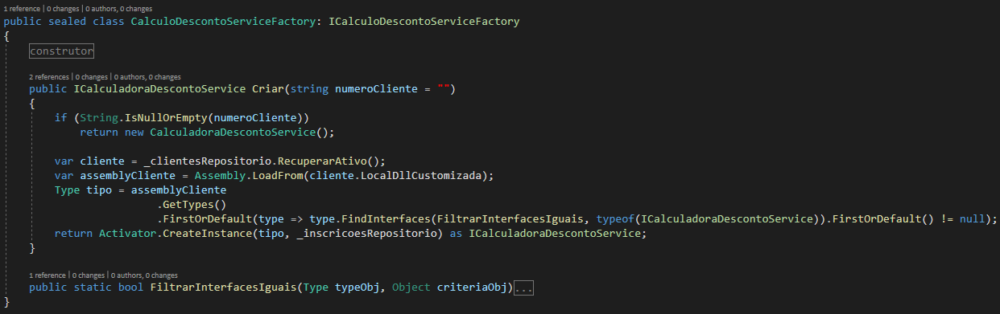 1 reference | 0 changes | 0 authors, 0 changes
public sealed class CalculoDescontoServiceFactory: ICalculoDescontoServiceFactory
{
construtor
2 references | 0 changes | 0 authors, 0 changes
public ICalculadoraDescontoService Criar(string numeroCliente = "")
{
if (String.IsNullOrEmpty(numeroCliente))
return new CalculadoraDescontoService();
var cliente = _clientesRepositorio.RecuperarAtivo();
var assemblyCliente = Assembly.LoadFrom(cliente.LocalDllCustomizada);
Type tipo = assemblyCliente
.GetTypes()
.FirstOrDefault(type => type.FindInterfaces(FiltrarInterfacesIguais, typeof(ICalculadoraDescontoService)).FirstOrDefault() != null);
return Activator.CreateInstance(tipo, _inscricoesRepositorio) as ICalculadoraDescontoService;
}
1 reference | 0 changes | 0 authors, 0 changes
public static bool FiltrarInterfacesIguais(Type typeObj, Object criteriaObj)...
}